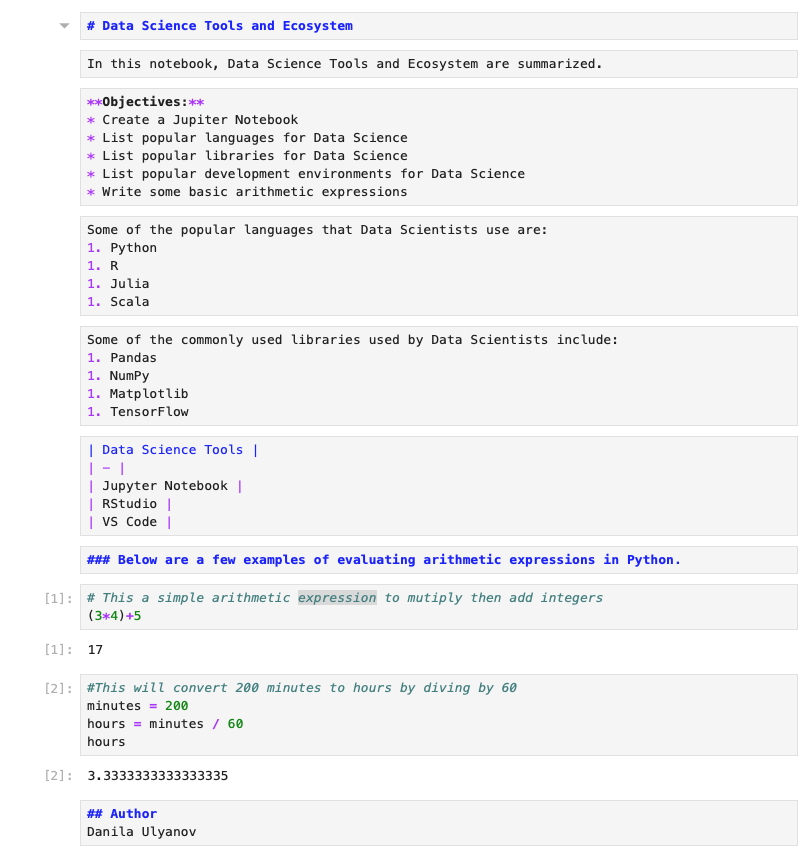 # Data Science Tools and Ecosystem
In this notebook, Data Science Tools and Ecosystem are summarized.
**Objectives:**
* Create a Jupiter Notebook
* List popular languages for Data Science
* List popular libraries for Data Science
* List popular development environments for Data Science
* Write some basic arithmetic expressions
Some of the popular languages that Data Scientists use are:
1. Python
1. R
1. Julia
1. Scala
Some of the commonly used libraries used by Data Scientists include:
1. Pandas
1. NumPy
1. Matplotlib
1. TensorFlow
| Data Science Tools |
| - |
| Jupyter Notebook |
| RStudio |
| VS Code |
### Below are a few examples of evaluating arithmetic expressions in Python.
[1]: # This a simple arithmetic expression to mutiply then add integers
(3*4)+5
[1]: 17
[2]: #This will convert 200 minutes to hours by diving by 60
minutes = 200
hours = minutes / 60
hours
[2]: 3.3333333333333335
## Author
Danila Ulyanov